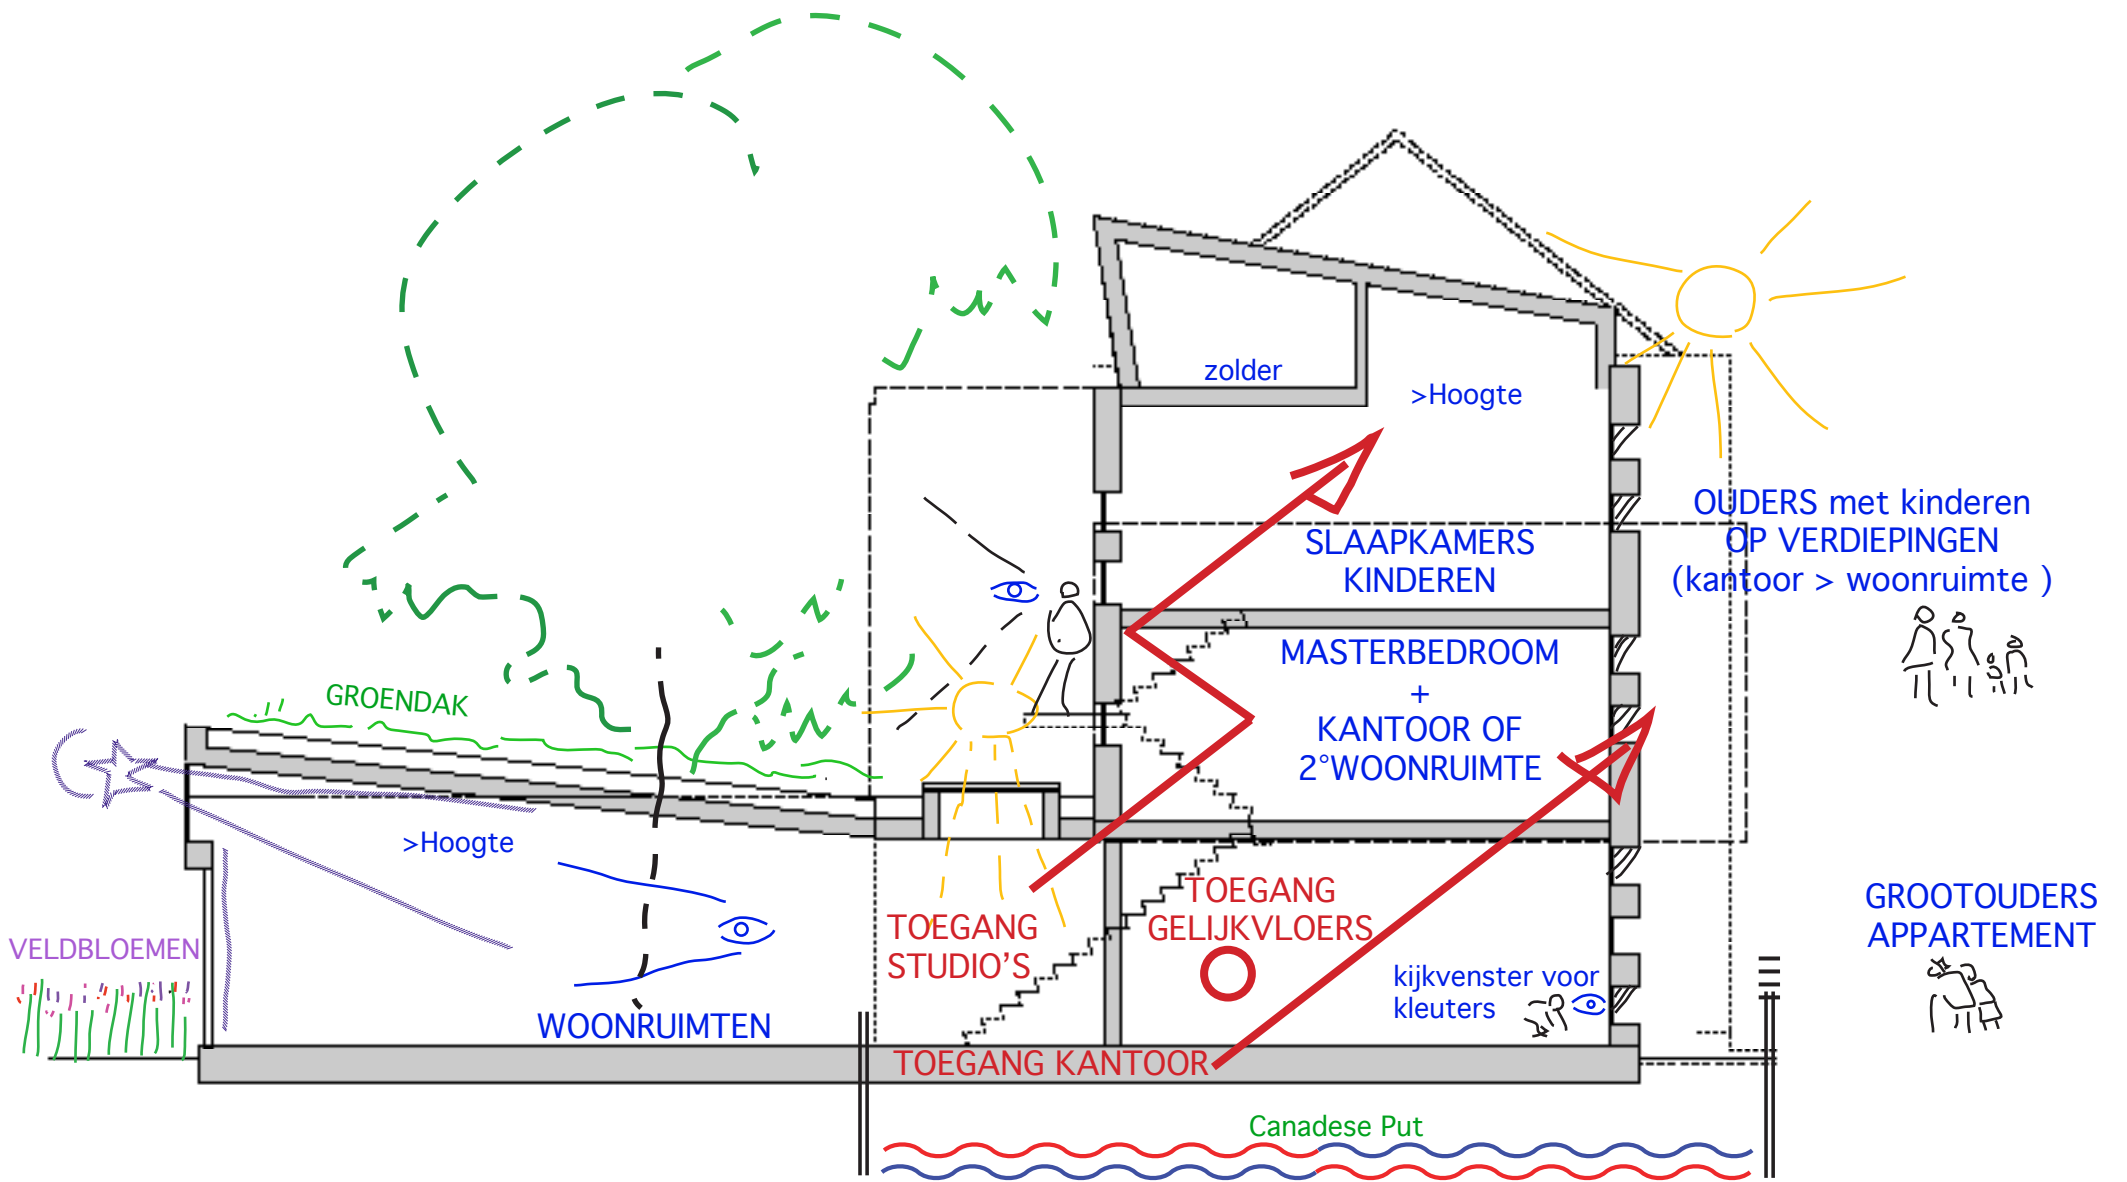 zolder
>Hoogte
OUDERS met kinderen
OP VERDIEPINGEN
(kantoor > woonruimte )
SLAAPKAMERS
KINDEREN
MASTERBEDROOM
+
KANTOOR OF
2°WOONRUIMTE
GROENDAK
>Hoogte
VELDBLOEMEN
WOONRUIMTEN
TOEGANG
STUDIO'S
TOEGANG
GELIJKVLOERS
kijkvenster voor
kleuters
GROOTOUDERS
APPARTEMENT
TOEGANG KANTOOR
Canadese Put